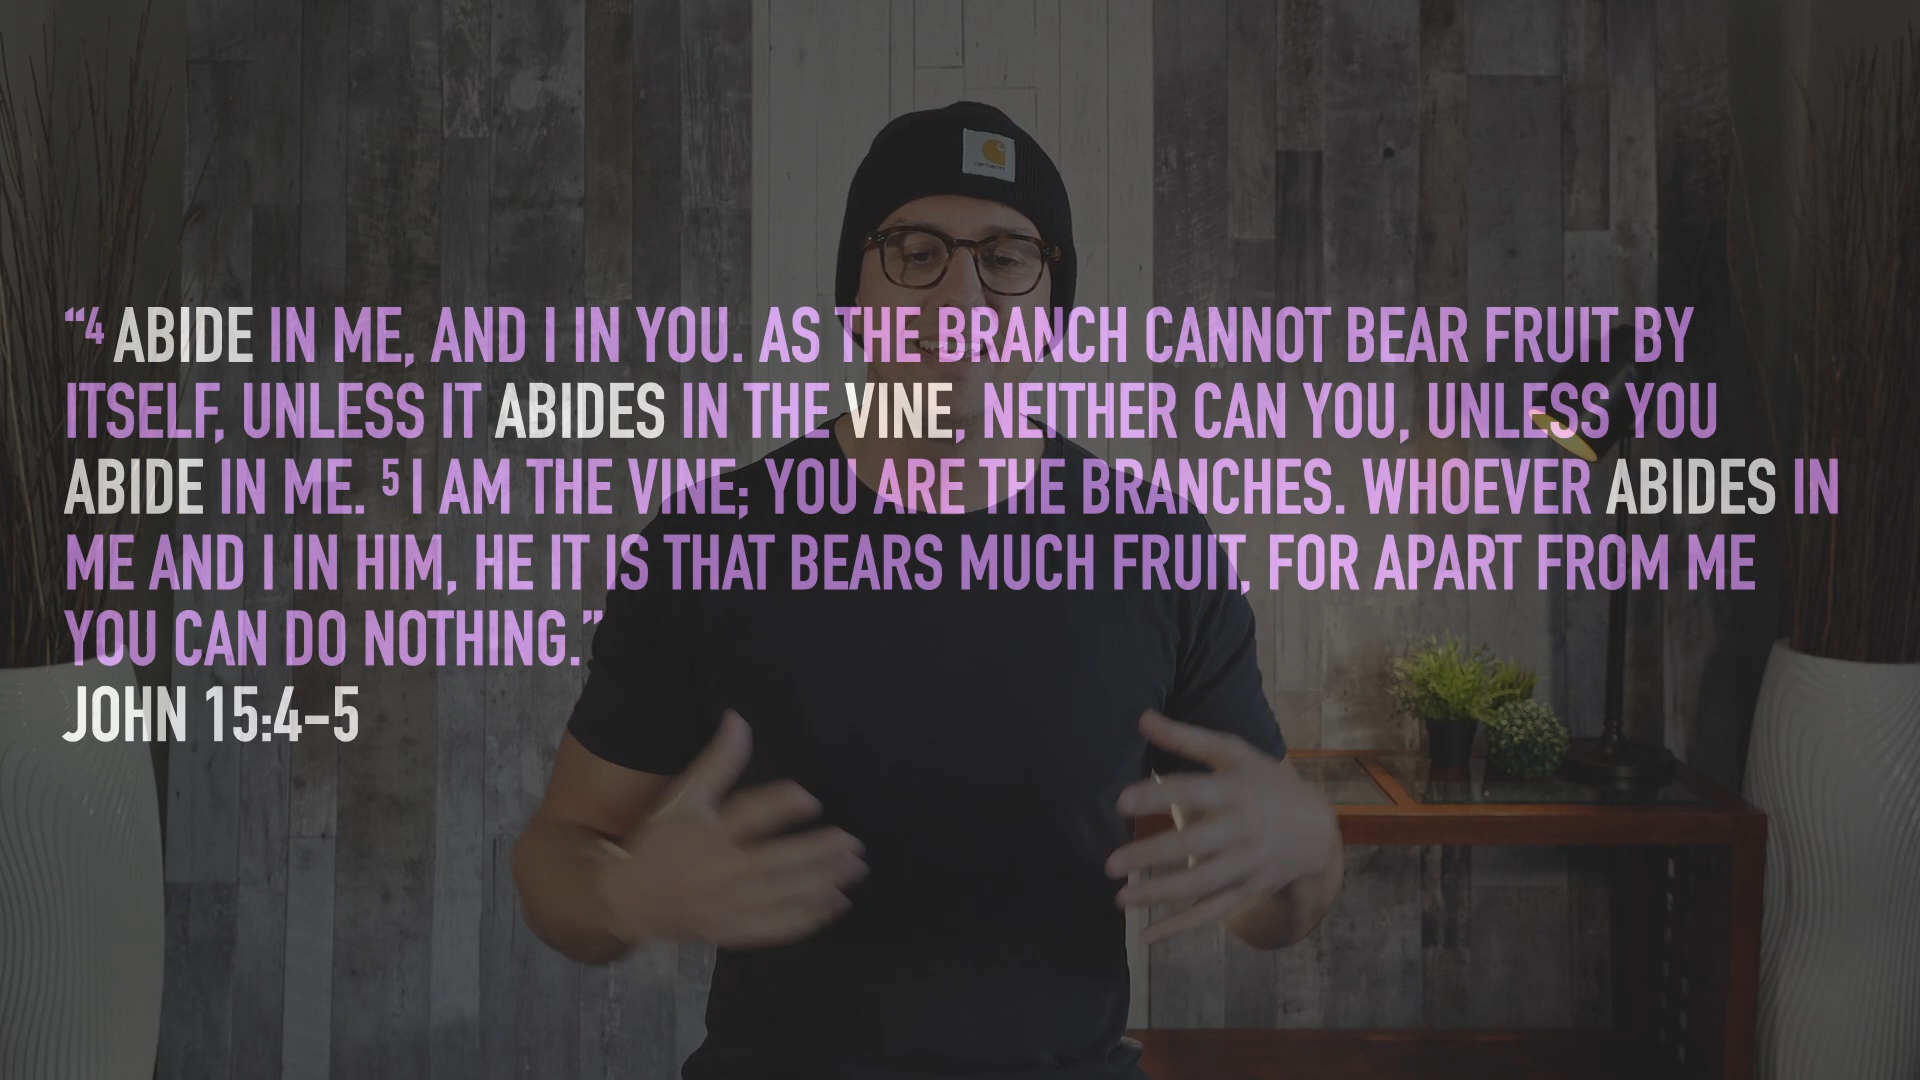 “⁴ ABIDE IN ME, AND I IN YOU. AS THE BRANCH CANNOT BEAR FRUIT BY
ITSELF, UNLESS IT ABIDES IN THE VINE, NEITHER CAN YOU, UNLESS YOU
ABIDE IN ME. ⁵ I AM THE VINE; YOU ARE THE BRANCHES. WHOEVER ABIDES IN
ME AND I IN HIM, HE IT IS THAT BEARS MUCH FRUIT, FOR APART FROM ME
YOU CAN DO NOTHING.”
JOHN 15:4–5
carhartt